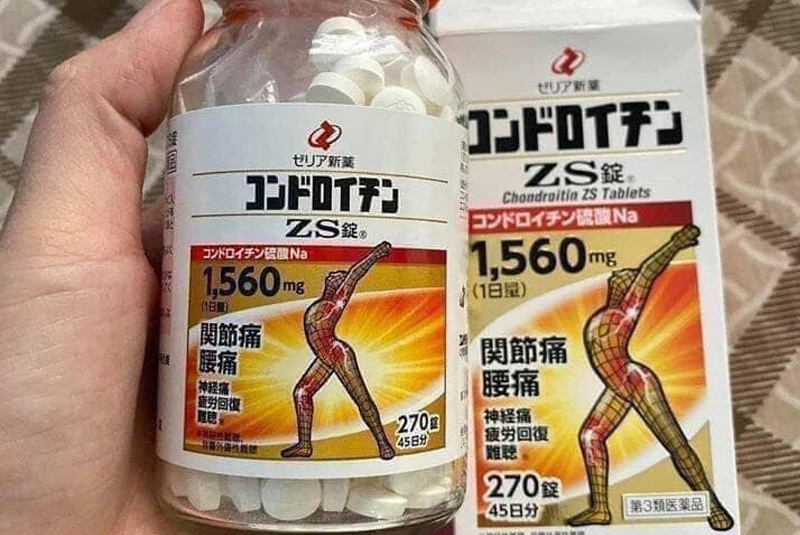 ゼリア新薬
コンドロイチン
ZS錠®
コンドロイチン硫酸Na
1,560mg
(1日量)
関節痛
腰痛
神経痛
疲労回復
難聴※
270錠
45日分
ゼリア新薬
コンドロイチン
ZS錠®
Chondroitin ZS Tablets
コンドロイチン硫酸Na
1,560mg
(1日量)
関節痛
腰痛
神経痛
疲労回復
難聴※
270錠
45日分
第3類医薬品